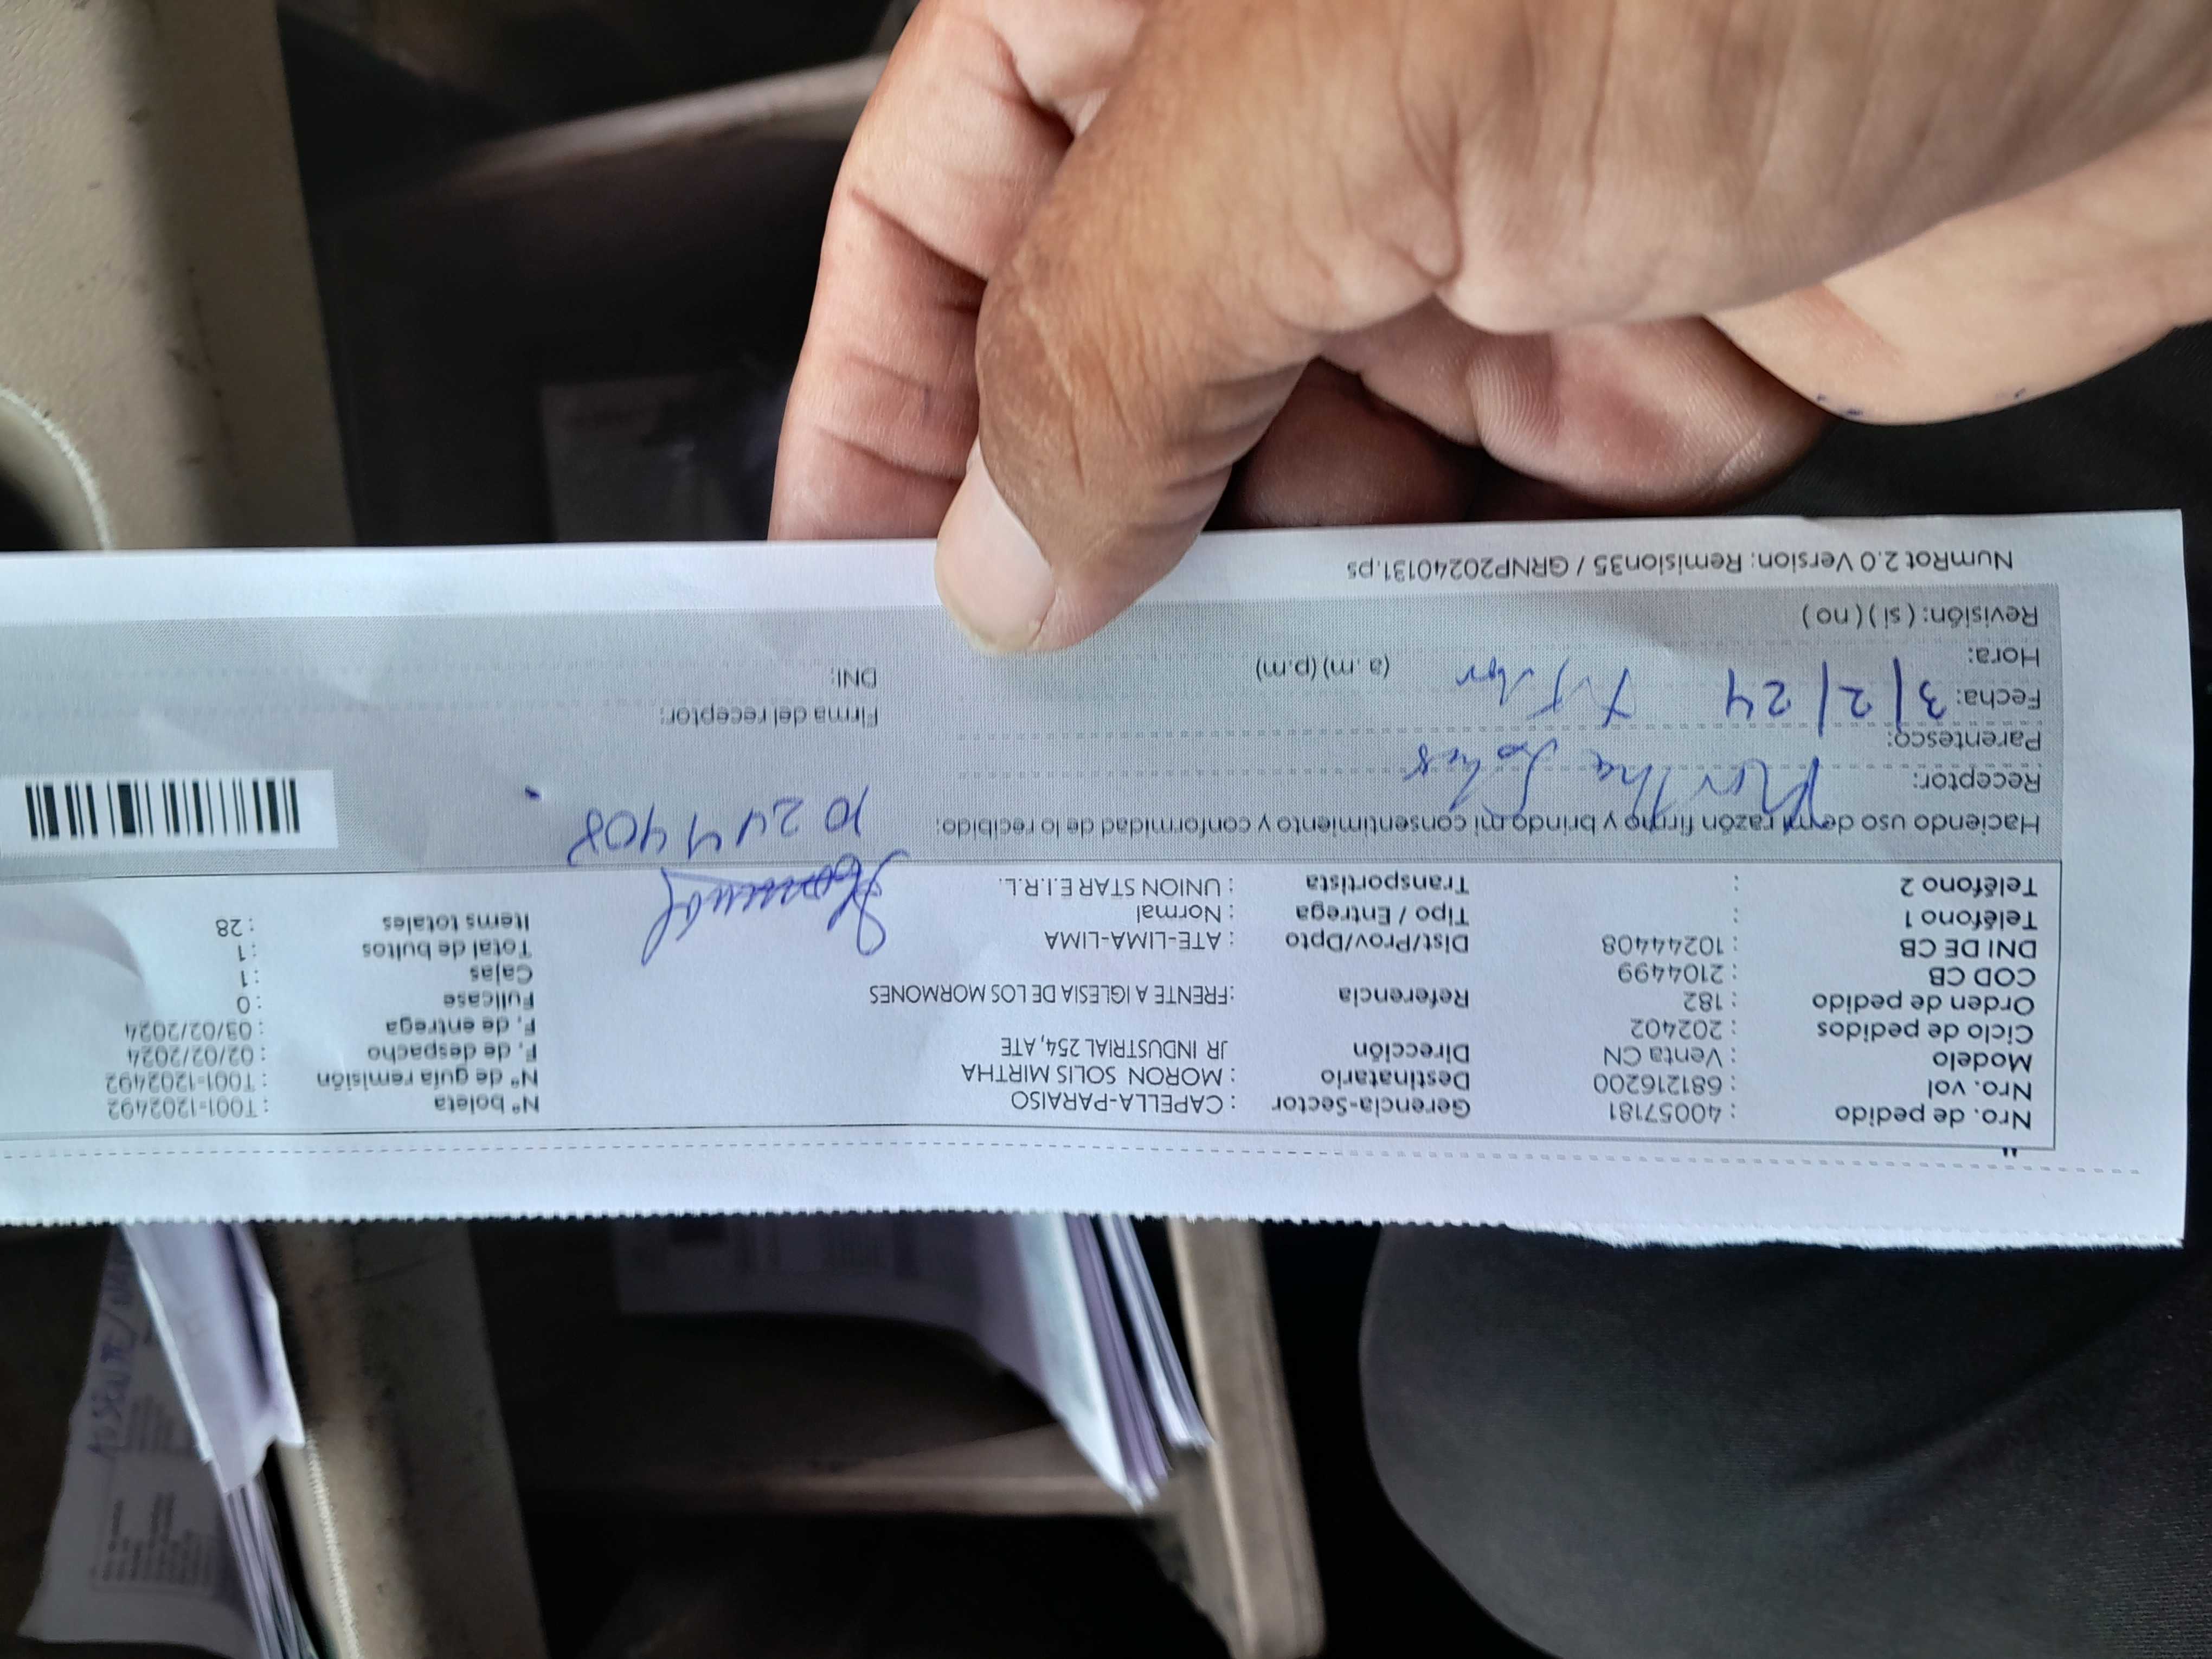 Nro. de pedido : 40057181 Gerencia-Sector : CAPELLA-PARAISO Nº boleta : T001-1202492
Nro. vol : 681216200 Destinatario : MORON SOLIS MIRTHA Nº de guía remisión : T001-1202492
Modelo : Venta CN Dirección JR INDUSTRIAL 254, ATE F. de despacho : 02/02/2024
Ciclo de pedidos : 202402 F. de entrega : 03/02/2024
Orden de pedido : 182 Referencia :FRENTE A IGLESIA DE LOS MORMONES Fullcase : 0
COD CB : 2104499 Cajas : 1
DNI DE CB : 10244408 Dist/Prov/Dpto : ATE-LIMA-LIMA Total de bultos : 1
Teléfono 1 : Tipo / Entrega : Normal Items totales : 28
Teléfono 2 : Transportista : UNION STAR E.I.R.L.
Haciendo uso de mi razón firmo y brindo mi consentimiento y conformidad de lo recibido:
10244408
Receptor:
Parentesco: Firma del receptor:
Fecha: 3/2/24
Hora: (a. m) (p.m) DNI:
Revisión: ( si ) ( no )
NumRot 2.0 Version: Remision35 / GRNP20240131.ps